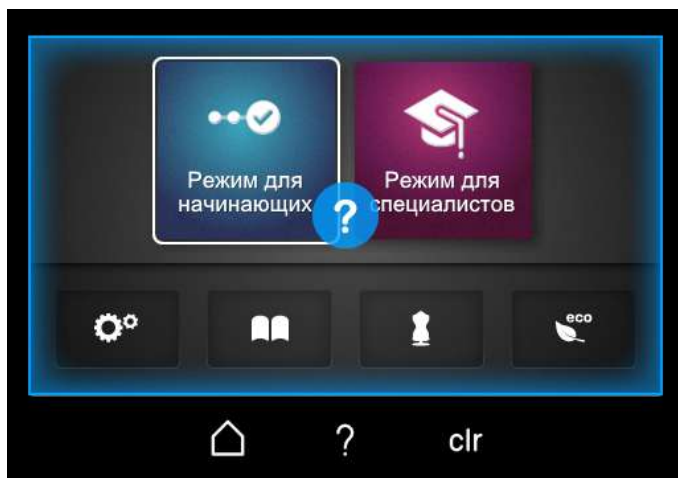 Режим для
начинающих
Режим для
специалистов
?
eco
?
clr